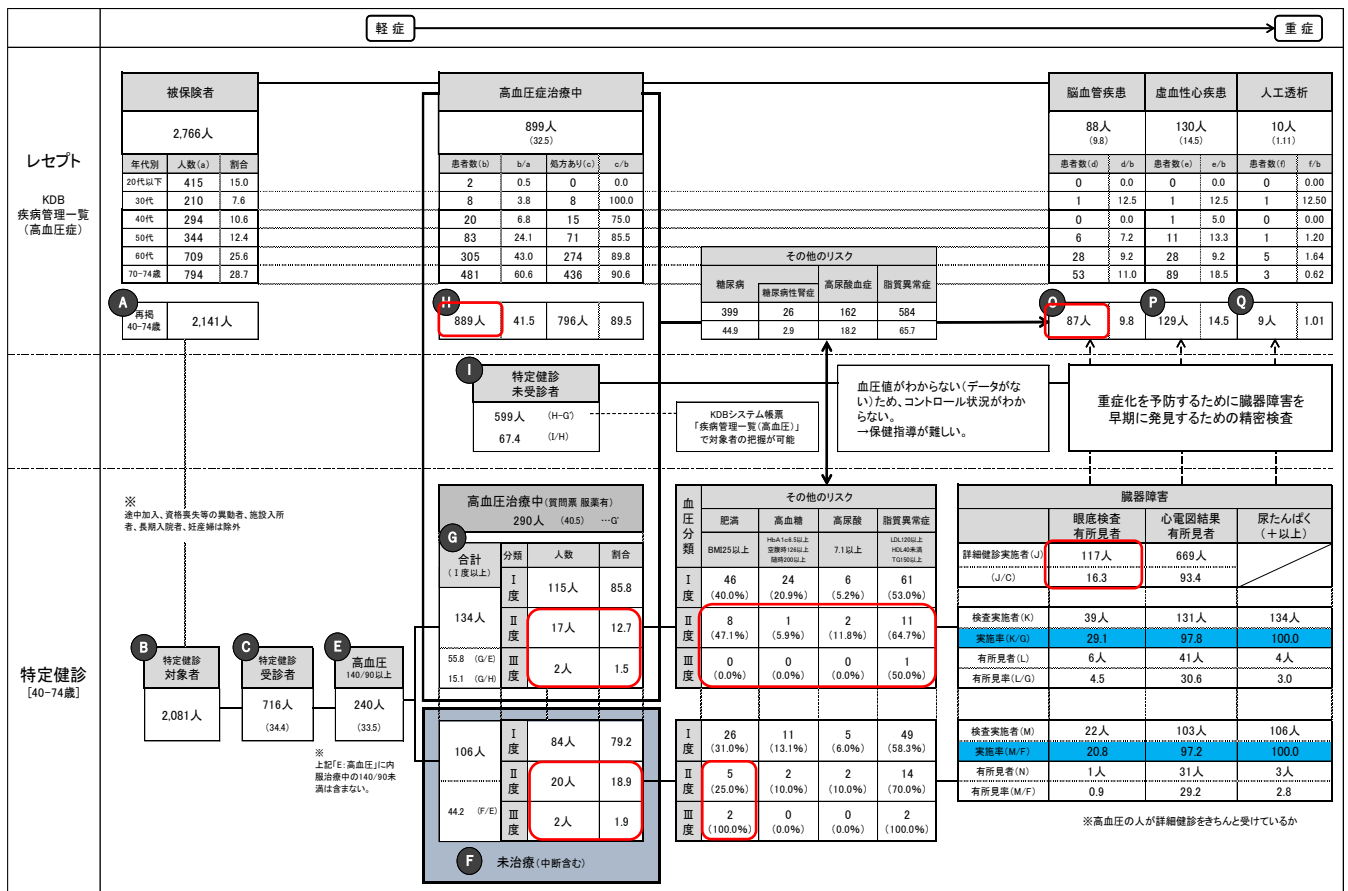 軽症
重症
レセプト
KDB
疾病管理一覧
(高血圧症)
被保険者
2,766人
年代別 人数(a) 割合
20代以下 415 15.0
30代 210 7.6
40代 294 10.6
50代 344 12.4
60代 709 25.6
70-74歳 794 28.7
A
再掲
40-74歳
2,141人
高血圧症治療中
899人
(32.5)
患者数(b) b/a 処方あり(c) c/b
2 0.5 0 0.0
8 3.8 8 100.0
20 6.8 15 75.0
83 24.1 71 85.5
305 43.0 274 89.8
481 60.6 436 90.6
H
889人 41.5 796人 89.5
その他のリスク
糖尿病 糖尿病性腎症 高尿酸血症 脂質異常症
399 26 162 584
44.9 2.9 18.2 65.7
脳血管疾患 虚血性心疾患 人工透析
88人 130人 10人
(9.8) (14.5) (1.11)
患者数(d) d/b 患者数(e) e/b 患者数(f) f/b
0 0.0 0 0.0 0 0.00
1 12.5 1 12.5 1 12.50
0 0.0 1 5.0 0 0.00
6 7.2 11 13.3 1 1.20
28 9.2 28 9.2 5 1.64
53 11.0 89 18.5 3 0.62
O P Q
87人 9.8 129人 14.5 9人 1.01
I
特定健診
未受診者
599人 (H-G')
67.4 (I/H)
KDBシステム帳票
「疾病管理一覧(高血圧)」
で対象者の把握が可能
血圧値がわからない(データがな
い)ため、コントロール状況がわか
らない。
→保健指導が難しい。
重症化を予防するために臓器障害を
早期に発見するための精密検査
特定健診
[40-74歳]
※
途中加入、資格喪失等の異動者、施設入所
者、長期入院者、妊産婦は除外
B
特定健診
対象者
2,081人
C
特定健診
受診者
716人
(34.4)
E
高血圧
140/90以上
240人
(33.5)
※
上記「E:高血圧」に内
服治療中の140/90未
満は含まない。
高血圧治療中(質問票 服薬有)
290人 (40.5) …G'
G
合計
(Ⅰ度以上)
分類 人数 割合
134人
55.8 (G/E)
15.1 (G/H)
Ⅰ度 115人 85.8
Ⅱ度 17人 12.7
Ⅲ度 2人 1.5
106人
44.2 (F/E)
84人 79.2
20人 18.9
Ⅲ度 2人 1.9
Ⅰ度
Ⅱ度
F
未治療(中断含む)
血圧分類
その他のリスク
肥満 高血糖 高尿酸 脂質異常症
BMI25以上
HbA1c6.5以上
空腹時126以上
随時200以上
7.1以上
LDL120以上
HDL40未満
TG150以上
Ⅰ度 46 24 6 61
(40.0%) (20.9%) (5.2%) (53.0%)
Ⅱ度 8 1 2 11
(47.1%) (5.9%) (11.8%) (64.7%)
Ⅲ度 0 0 0 1
(0.0%) (0.0%) (0.0%) (50.0%)
Ⅰ度 26 11 5 49
(31.0%) (13.1%) (6.0%) (58.3%)
Ⅱ度 5 2 2 14
(25.0%) (10.0%) (10.0%) (70.0%)
Ⅲ度 2 0 0 2
(100.0%) (0.0%) (0.0%) (100.0%)
臓器障害
眼底検査
有所見者
心電図結果
有所見者
尿たんぱく
(+以上)
詳細健診実施者(J) 117人 669人
(J/C) 16.3 93.4
検査実施者(K) 39人 131人 134人
実施率(K/G) 29.1 97.8 100.0
有所見者(L) 6人 41人 4人
有所見率(L/G) 4.5 30.6 3.0
検査実施者(M) 22人 103人 106人
実施率(M/F) 20.8 97.2 100.0
有所見者(N) 1人 31人 3人
有所見率(M/F) 0.9 29.2 2.8
※高血圧の人が詳細健診をきちんと受けているか